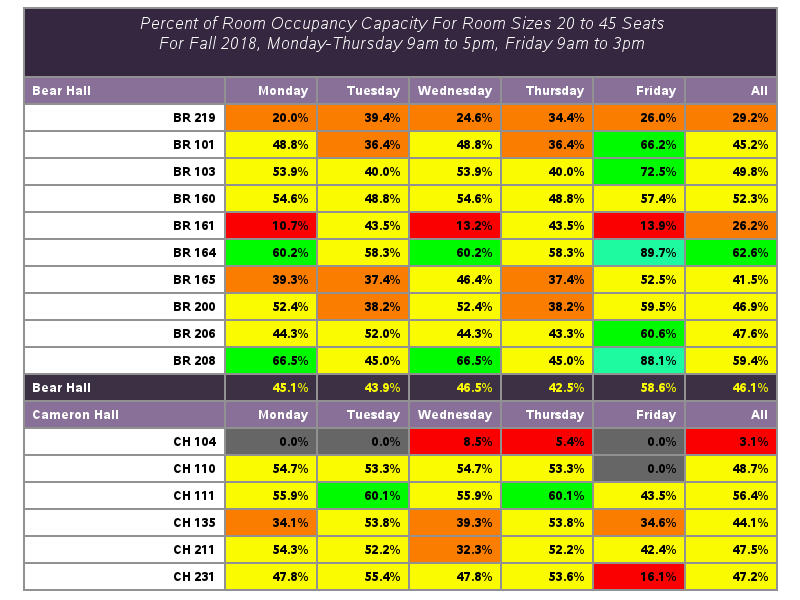 Percent of Room Occupancy Capacity For Room Sizes 20 to 45 Seats
For Fall 2018, Monday-Thursday 9am to 5pm, Friday 9am to 3pm
Bear Hall Monday Tuesday Wednesday Thursday Friday All
BR 219 20.0% 39.4% 24.6% 34.4% 26.0% 29.2%
BR 101 48.8% 36.4% 48.8% 36.4% 66.2% 45.2%
BR 103 53.9% 40.0% 53.9% 40.0% 72.5% 49.8%
BR 160 54.6% 48.8% 54.6% 48.8% 57.4% 52.3%
BR 161 10.7% 43.5% 13.2% 43.5% 13.9% 26.2%
BR 164 60.2% 58.3% 60.2% 58.3% 89.7% 62.6%
BR 165 39.3% 37.4% 46.4% 37.4% 52.5% 41.5%
BR 200 52.4% 38.2% 52.4% 38.2% 59.5% 46.9%
BR 206 44.3% 52.0% 44.3% 43.3% 60.6% 47.6%
BR 208 66.5% 45.0% 66.5% 45.0% 88.1% 59.4%
Bear Hall 45.1% 43.9% 46.5% 42.5% 58.6% 46.1%
Cameron Hall Monday Tuesday Wednesday Thursday Friday All
CH 104 0.0% 0.0% 8.5% 5.4% 0.0% 3.1%
CH 110 54.7% 53.3% 54.7% 53.3% 0.0% 48.7%
CH 111 55.9% 60.1% 55.9% 60.1% 43.5% 56.4%
CH 135 34.1% 53.8% 39.3% 53.8% 34.6% 44.1%
CH 211 54.3% 52.2% 32.3% 52.2% 42.4% 47.5%
CH 231 47.8% 55.4% 47.8% 53.6% 16.1% 47.2%